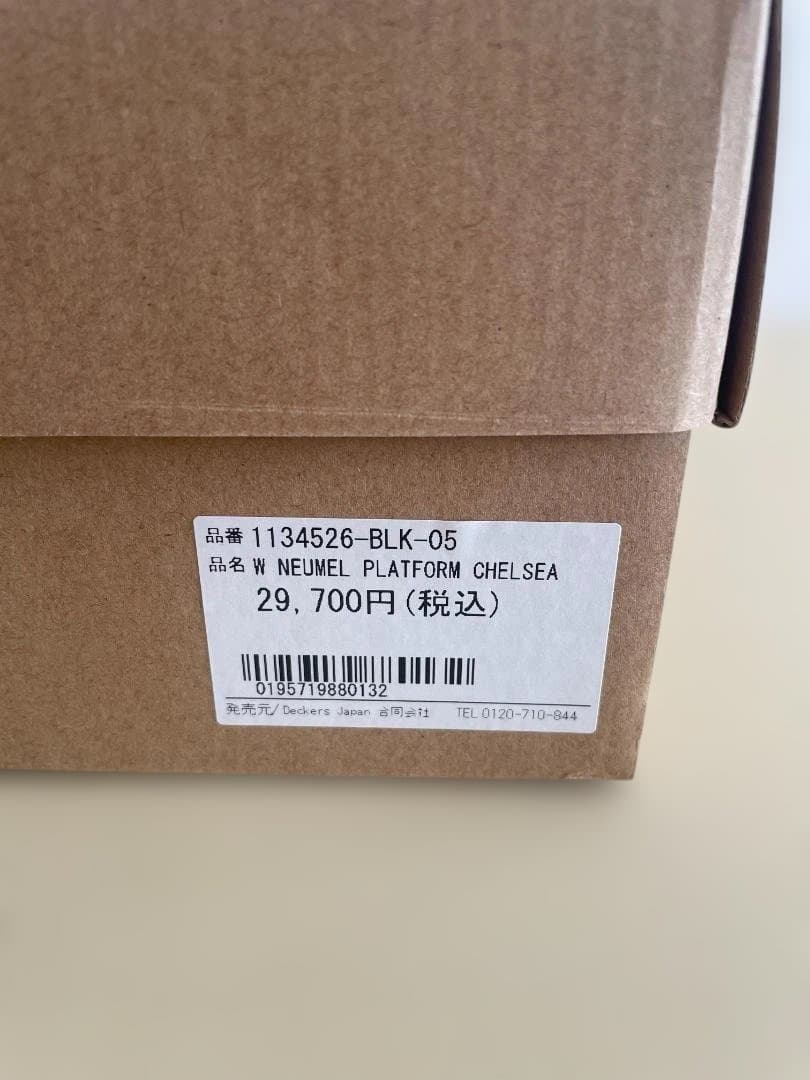 品番 1134526-BLK-05
品名 W NEUMEL PLATFORM CHELSEA
29,700円(税込)
0195719880132
発売元/Deckers Japan 合同会社 TEL 0120-710-844